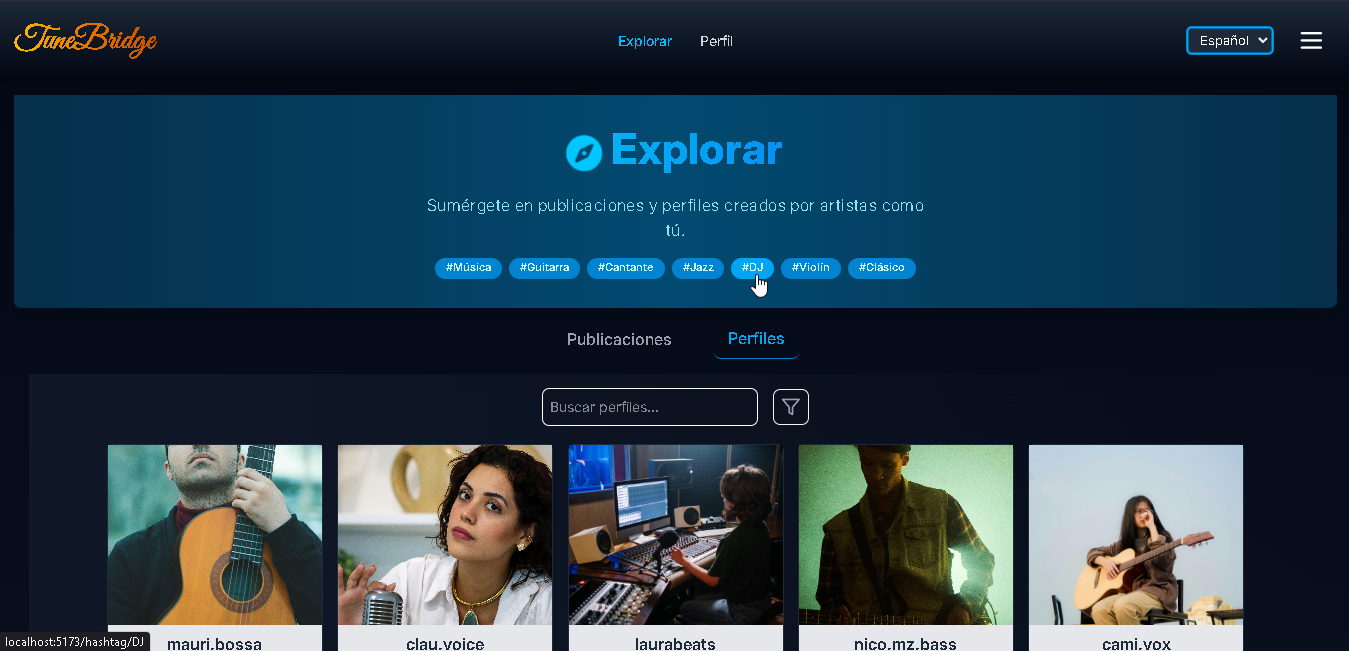 TuneBridge
Explorar
Perfil
Español
Explorar
Sumérgete en publicaciones y perfiles creados por artistas como
tú.
#Música
#Guitarra
#Cantante
#Jazz
#DJ
#Violín
#Clásico
Publicaciones
Perfiles
Buscar perfiles...
mauri.bossa
clau.voice
laurabeats
nico.mz.bass
cami.vox
localhost:5173/hashtag/DJ